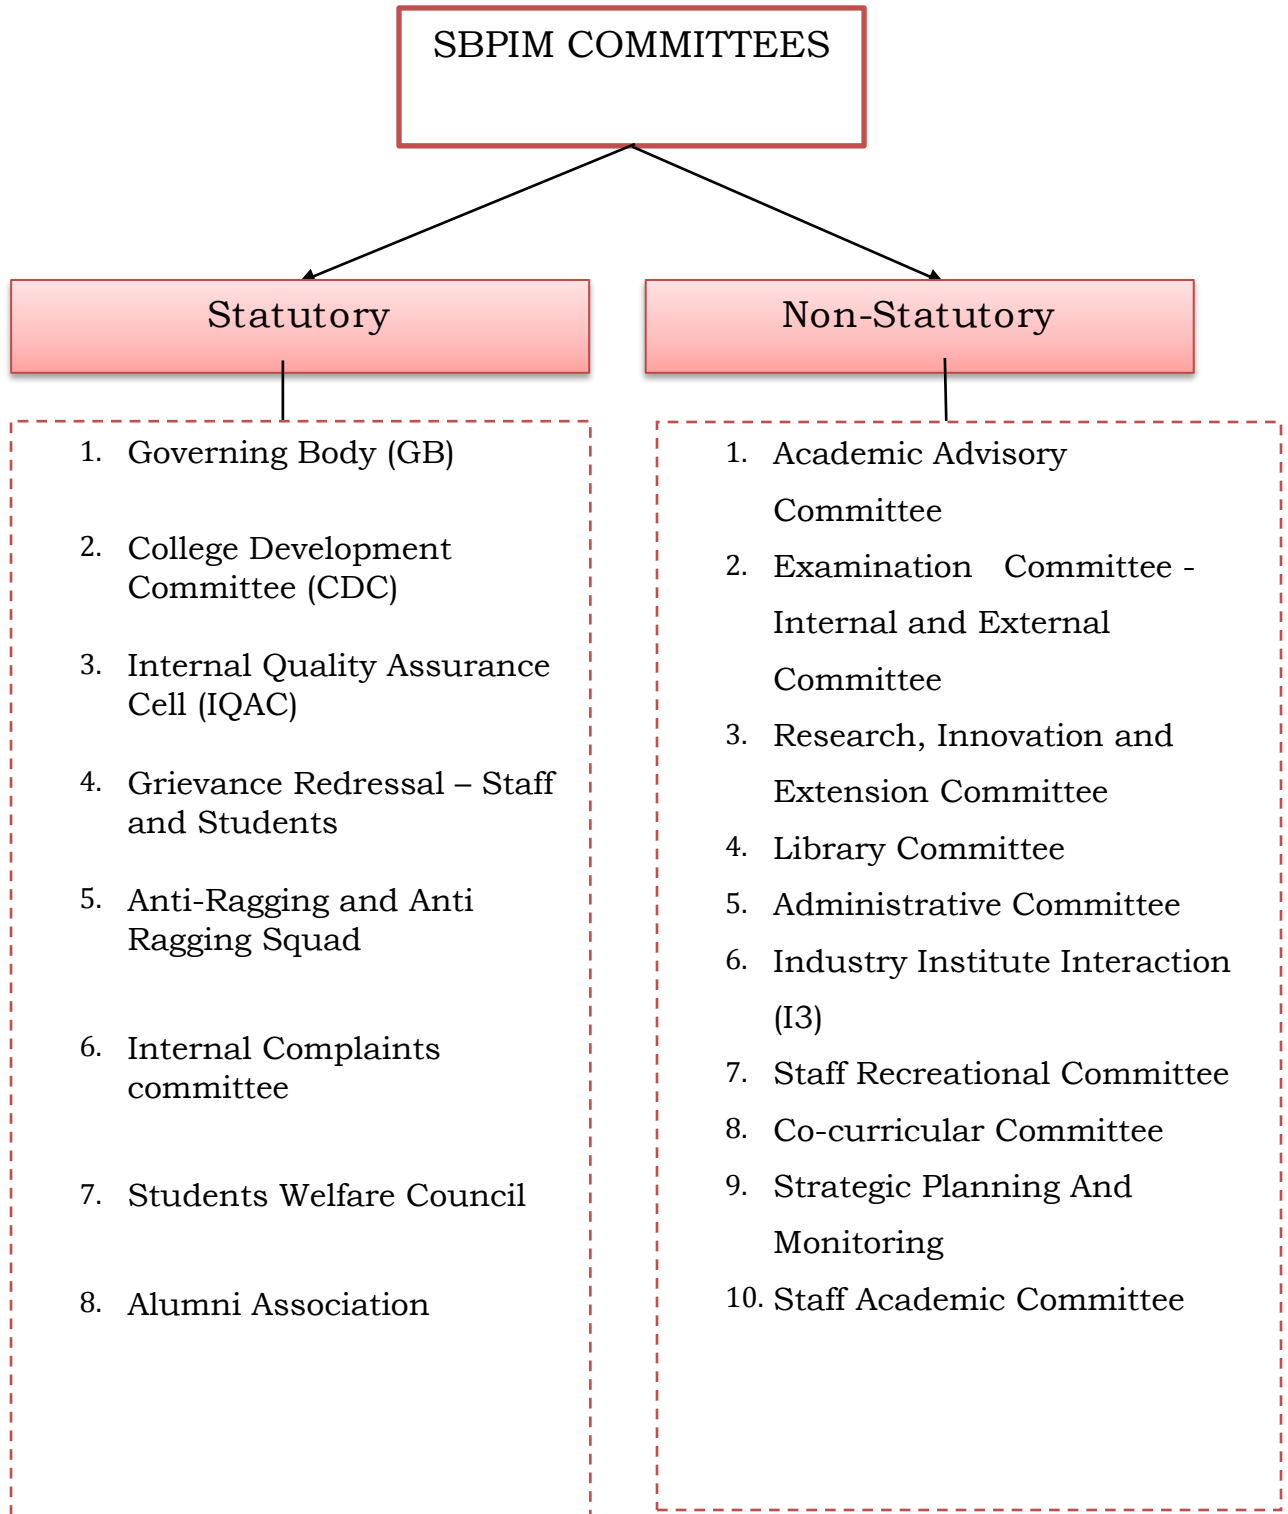 SBPIM COMMITTEES
Statutory
1. Governing Body (GB)
2. College Development
Committee (CDC)
3. Internal Quality Assurance
Cell (IQAC)
4. Grievance Redressal – Staff
and Students
5. Anti-Ragging and Anti
Ragging Squad
6. Internal Complaints
committee
7. Students Welfare Council
8. Alumni Association
Non-Statutory
1. Academic Advisory
Committee
2. Examination Committee -
Internal and External
Committee
3. Research, Innovation and
Extension Committee
4. Library Committee
5. Administrative Committee
6. Industry Institute Interaction
(I3)
7. Staff Recreational Committee
8. Co-curricular Committee
9. Strategic Planning And
Monitoring
10. Staff Academic Committee